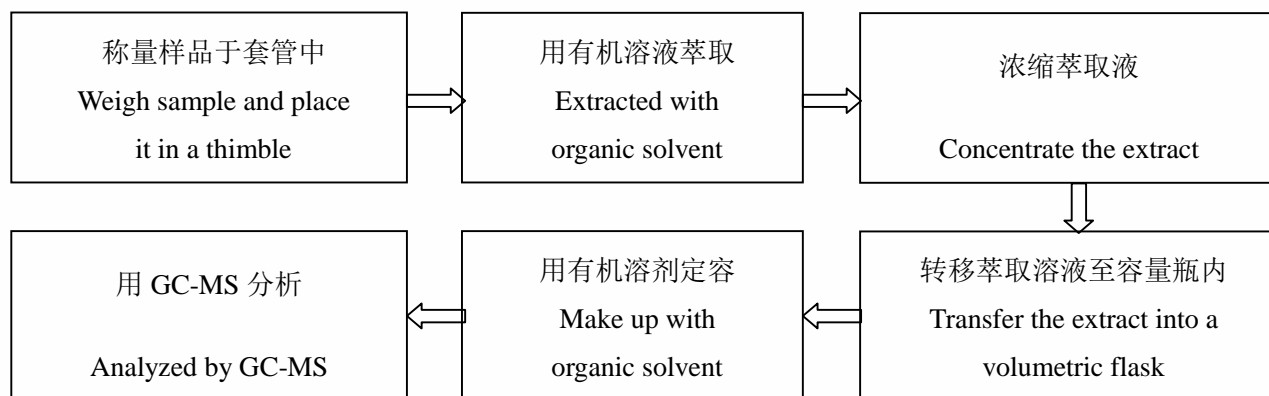 称量样品于套管中
Weigh sample and place
it in a thimble
用有机溶液萃取
Extracted with
organic solvent
浓缩萃取液
Concentrate the extract
转移萃取溶液至容量瓶内
Transfer the extract into a
volumetric flask
用有机溶剂定容
Make up with
organic solvent
用 GC-MS 分析
Analyzed by GC-MS